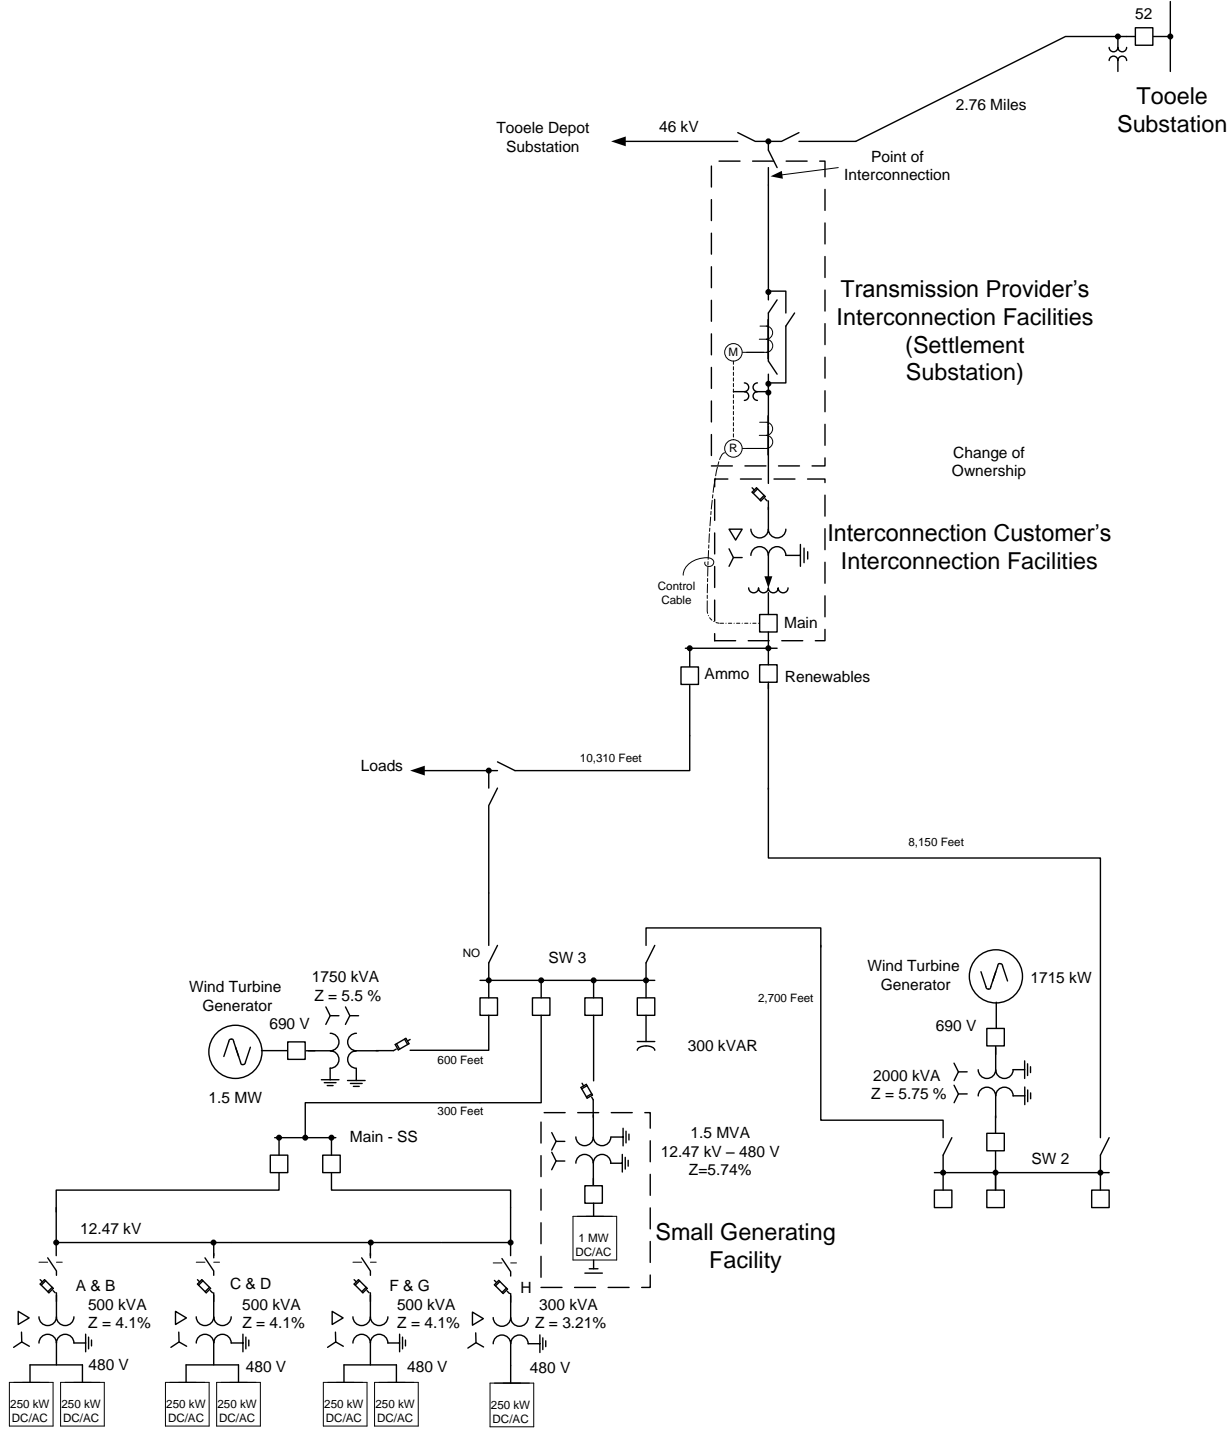 52
Tooele
Substation
2.76 Miles
Tooele Depot
Substation
46 kV
Point of
Interconnection
Transmission Provider's
Interconnection Facilities
(Settlement
Substation)
M
R
Change of
Ownership
Interconnection Customer's
Interconnection Facilities
Control
Cable
Main
Ammo
Renewables
10,310 Feet
Loads
8,150 Feet
NO
SW 3
Wind Turbine
Generator
1715 kW
1750 kVA
Z = 5.5 %
Wind Turbine
Generator
690 V
2,700 Feet
690 V
300 kVAR
600 Feet
1.5 MW
2000 kVA
Z = 5.75 %
300 Feet
Main - SS
1.5 MVA
12.47 kV – 480 V
Z=5.74%
SW 2
12.47 kV
1 MW
DC/AC
Small Generating
Facility
A & B
500 kVA
Z = 4.1%
C & D
500 kVA
Z = 4.1%
F & G
500 kVA
Z = 4.1%
H
300 kVA
Z = 3.21%
480 V
480 V
480 V
480 V
250 kW
DC/AC
250 kW
DC/AC
250 kW
DC/AC
250 kW
DC/AC
250 kW
DC/AC
250 kW
DC/AC
250 kW
DC/AC